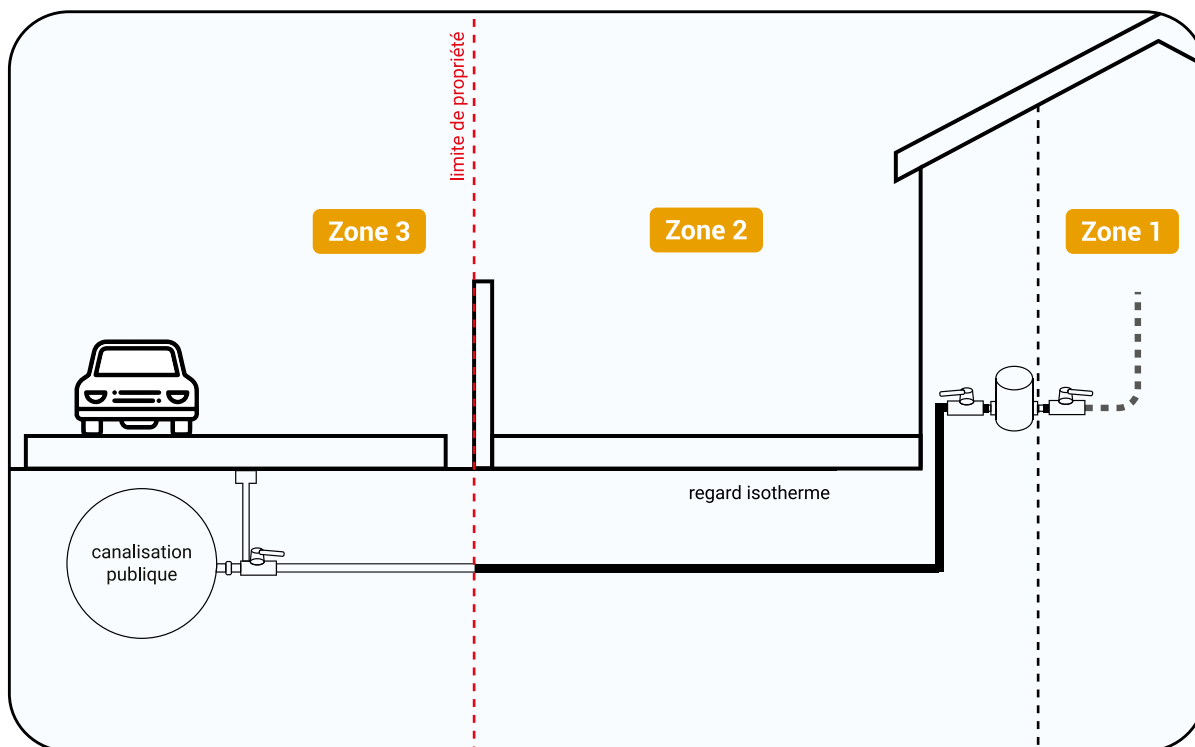 limite de propriété
Zone 3
Zone 2
Zone 1
regard isotherme
canalisation
publique